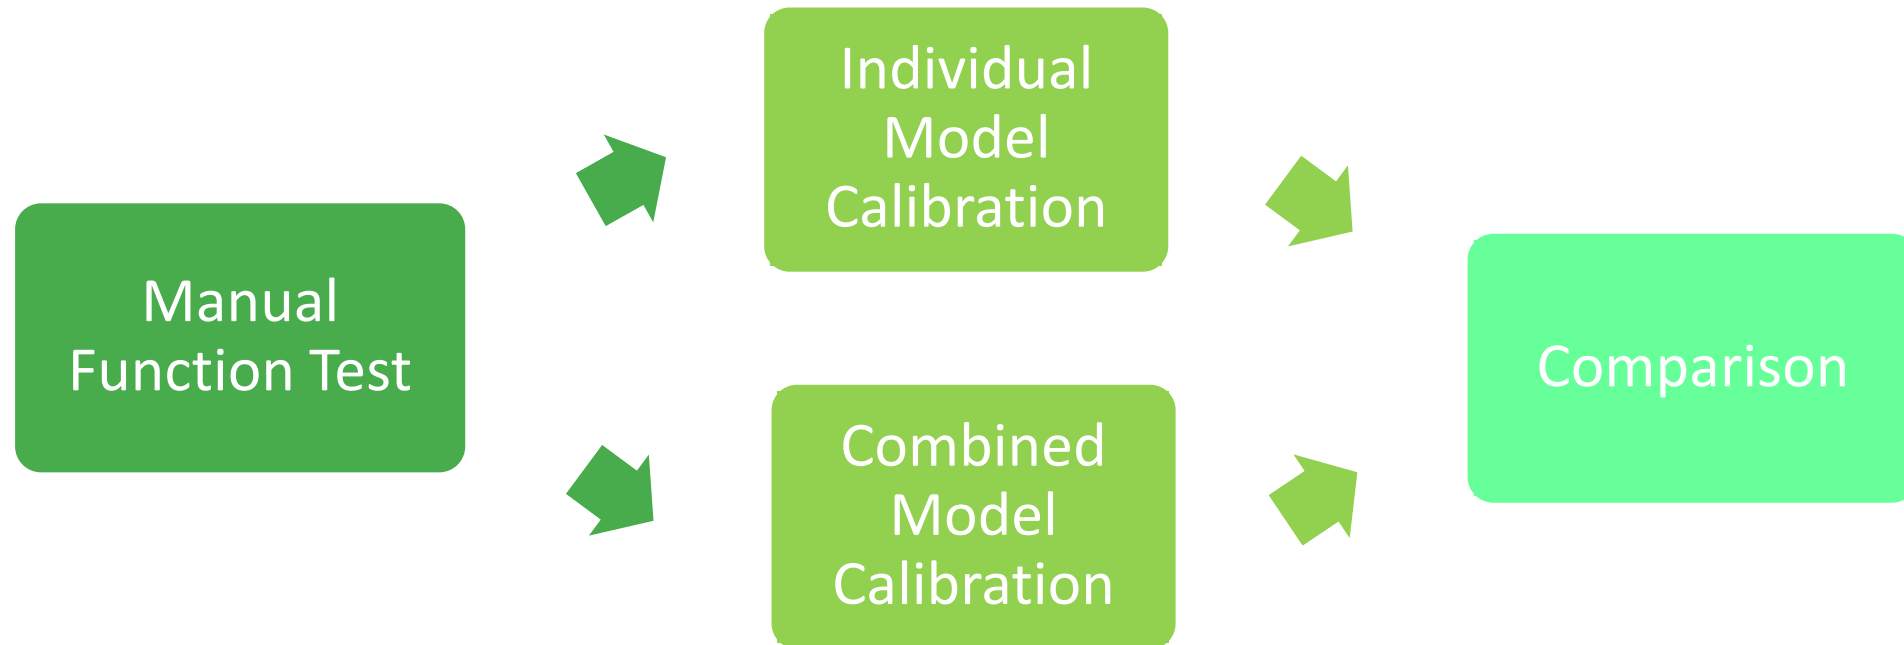 Manual
Function Test
Individual
Model
Calibration
Combined
Model
Calibration
Comparison